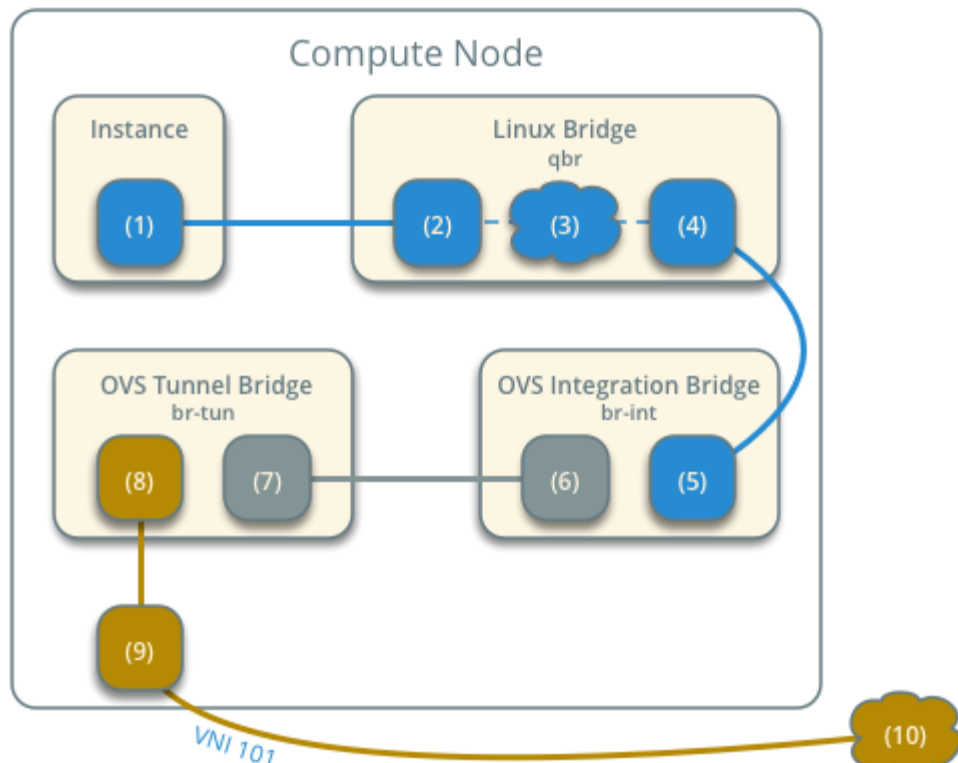 Compute Node
Instance
Linux Bridge
qbr
(1)
(2)
(3)
(4)
OVS Tunnel Bridge
br-tun
OVS Integration Bridge
br-int
(8)
(7)
(6)
(5)
(9)
VNI 101
(10)